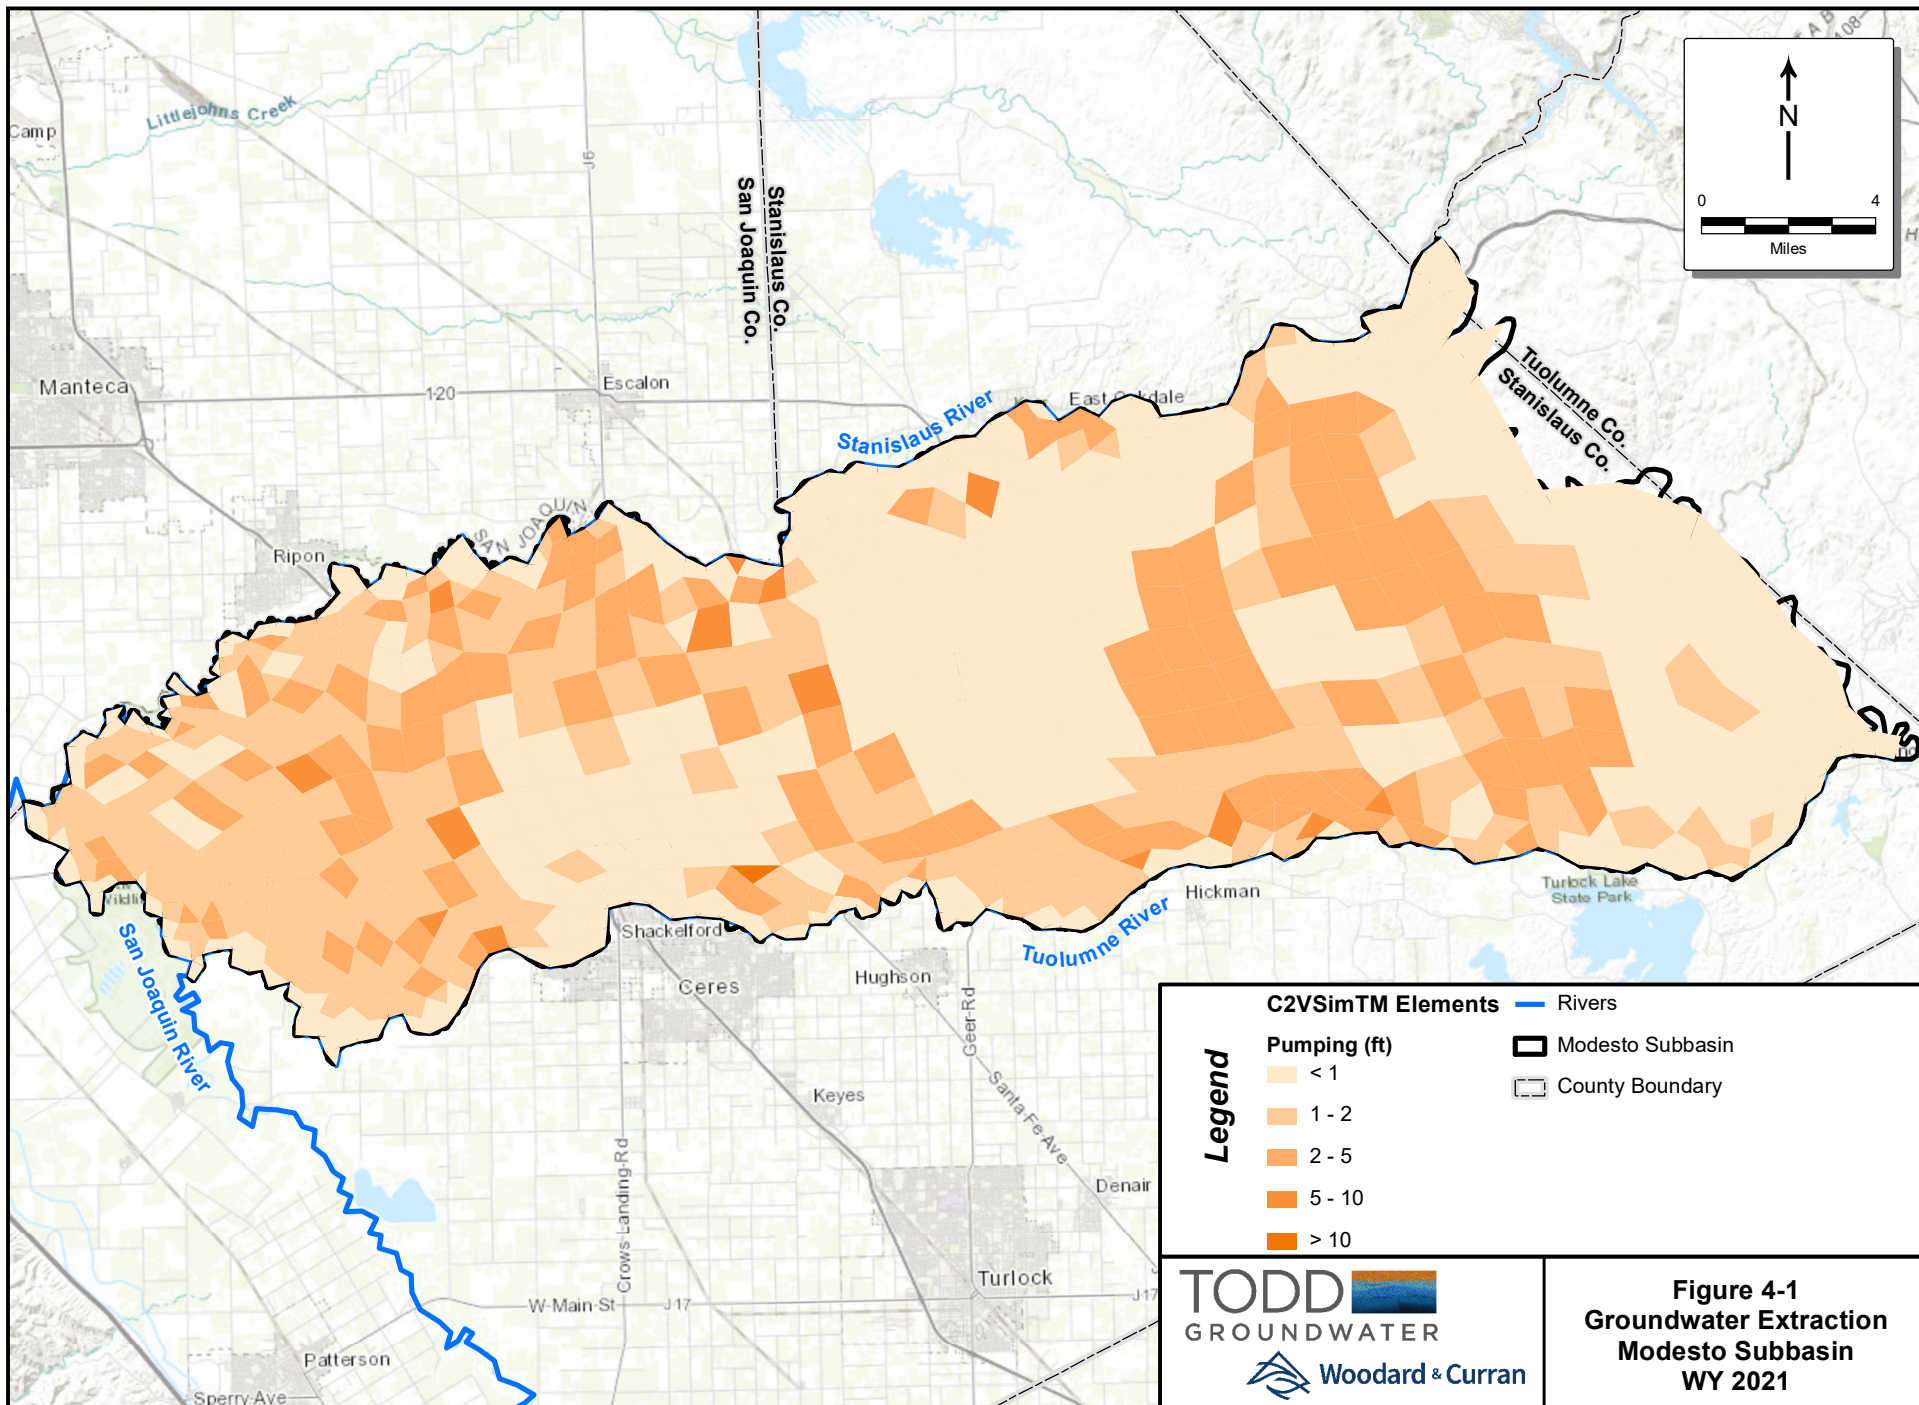 Littlejohns Creek
Camp
J6
108
N
0 4
Miles
San Joaquin Co.
Stanislaus Co.
Manteca
120
Escalon
Stanislaus River
East Oakdale
Tuolumne Co.
Stanislaus Co.
SAN JOAQUIN
Ripon
Hickman
Turlock Lake
State Park
San Joaquin River
Shackelford
Tuolumne River
Ceres
Hughson
Geer-Rd
Santa-Fe-Ave
Keyes
Crows-Landing-Rd
Denair
Turlock
W-Main-St J17
J17
Patterson
Sperry-Ave
Legend
C2VSimTM Elements
Pumping (ft)
< 1
1 - 2
2 - 5
5 - 10
> 10
Rivers
Modesto Subbasin
County Boundary
TODD
GROUNDWATER
Woodard & Curran
Figure 4-1
Groundwater Extraction
Modesto Subbasin
WY 2021